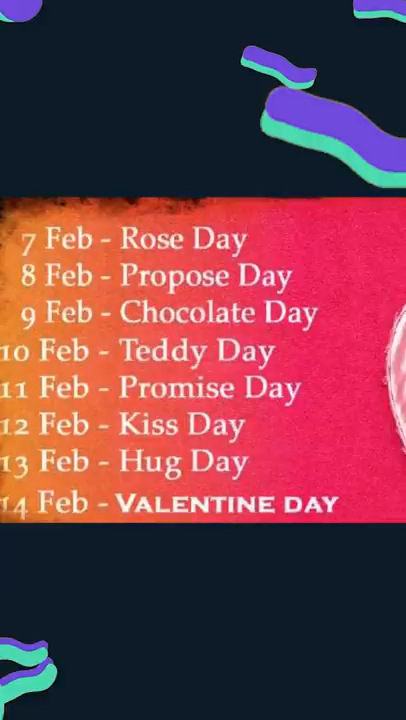 7 Feb - Rose Day
8 Feb - Propose Day
9 Feb - Chocolate Day
10 Feb - Teddy Day
11 Feb - Promise Day
12 Feb - Kiss Day
13 Feb - Hug Day
14 Feb - VALENTINE DAY